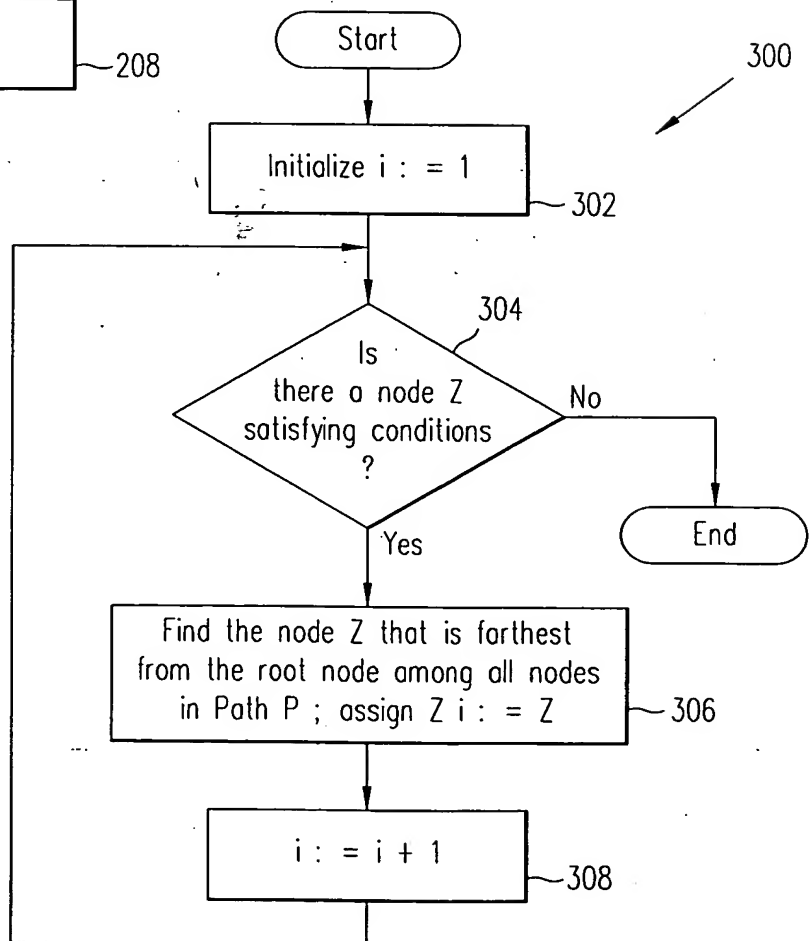 208
Start
300
Initialize i : = 1
302
304
Is
there a node Z
satisfying conditions
?
No
End
Yes
Find the node Z that is farthest
from the root node among all nodes
in Path P ; assign Z i : = Z
306
i : = i + 1
308